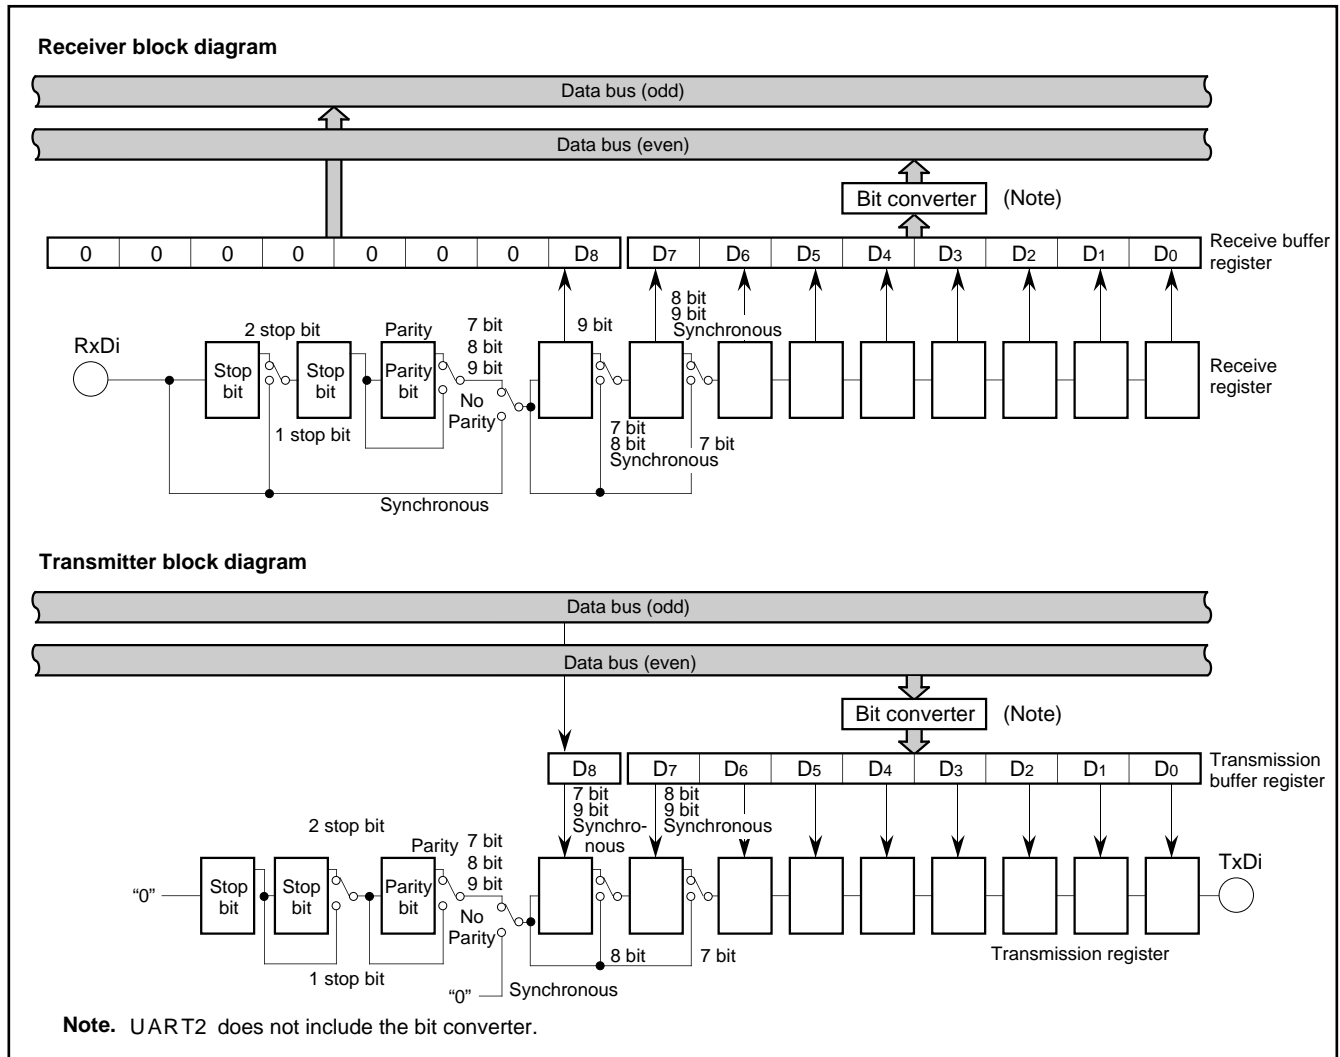 Receiver block diagram
Data bus (odd)
Data bus (even)
Bit converter (Note)
0 0 0 0 0 0 0 D8 D7 D6 D5 D4 D3 D2 D1 D0
Receive buffer
register
8 bit
9 bit
Synchronous
2 stop bit
Parity
7 bit
8 bit
9 bit
9 bit
RxDi
Stop
bit
Stop
bit
Parity
bit
Receive
register
No
Parity
1 stop bit
7 bit
8 bit
Synchronous
7 bit
Synchronous
Transmitter block diagram
Data bus (odd)
Data bus (even)
Bit converter (Note)
D8 D7 D6 D5 D4 D3 D2 D1 D0
Transmission
buffer register
7 bit
9 bit
Synchro-
nous
8 bit
9 bit
Synchronous
2 stop bit
Parity
7 bit
8 bit
9 bit
TxDi
“0”
Stop
bit
Stop
bit
Parity
bit
No
Parity
8 bit
7 bit
Transmission register
1 stop bit
“0”
Synchronous
Note. UART2 does not include the bit converter.